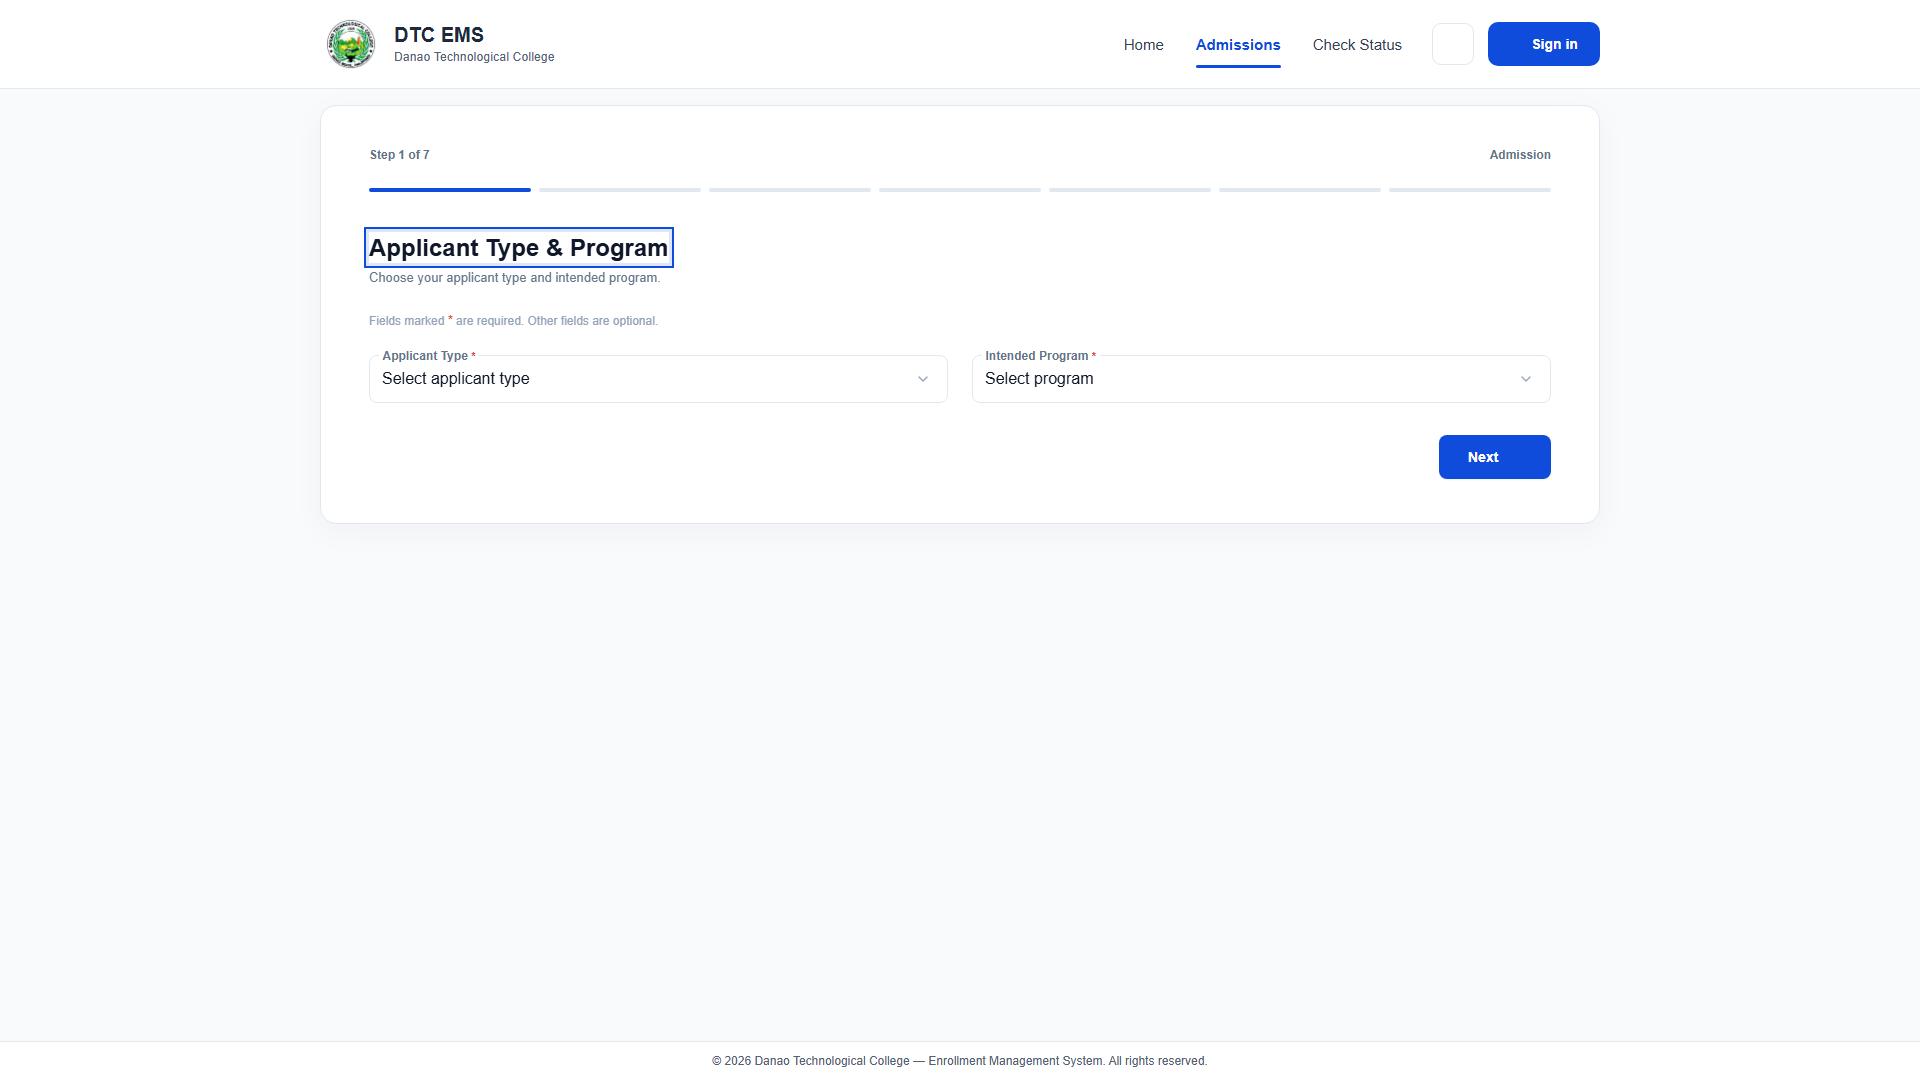 DTC EMS
Danao Technological College
Home
Admissions
Check Status
Sign in
Step 1 of 7
Admission
Applicant Type & Program
Choose your applicant type and intended program.
Fields marked * are required. Other fields are optional.
Applicant Type *
Select applicant type
Intended Program *
Select program
Next
© 2026 Danao Technological College — Enrollment Management System. All rights reserved.